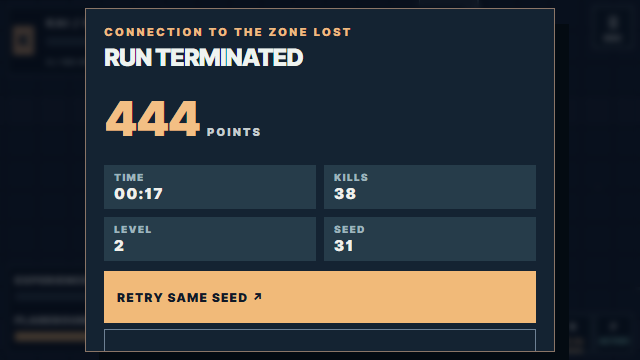 CONNECTION TO THE ZONE LOST
RUN TERMINATED
444 POINTS
TIME
00:17
KILLS
38
LEVEL
2
SEED
31
RETRY SAME SEED ↗